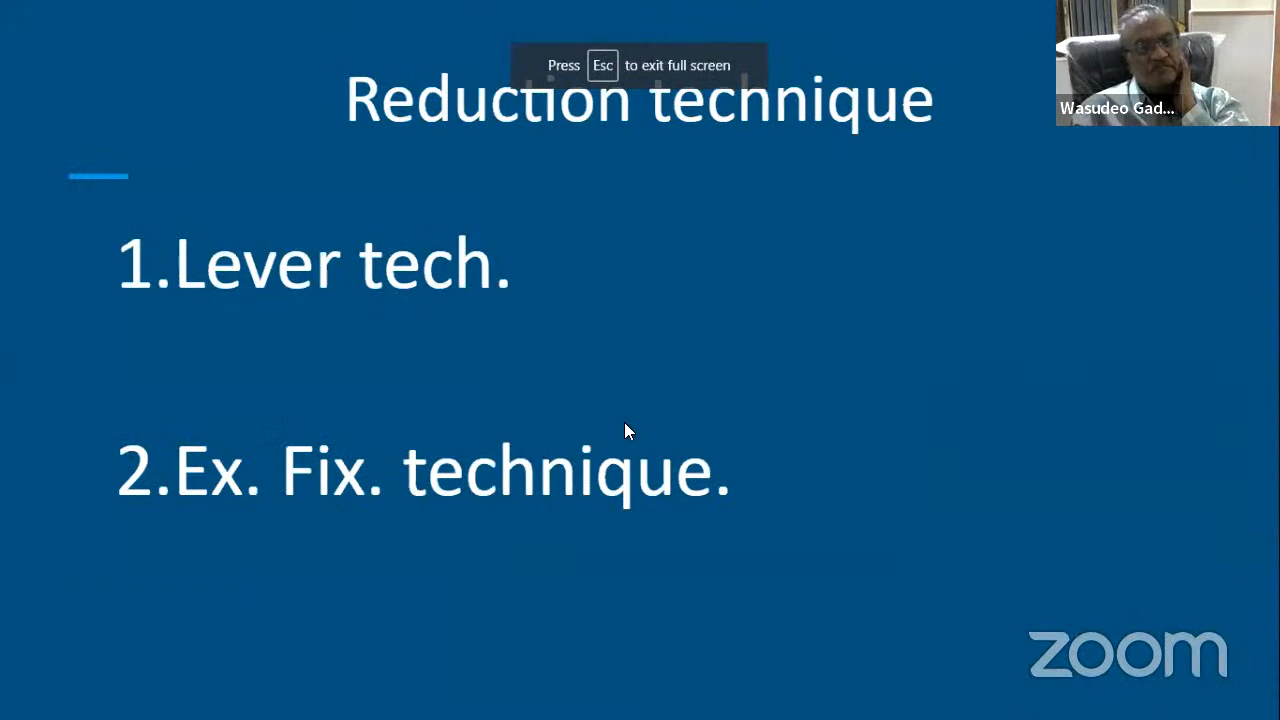 Press Esc to exit full screen
Reduction technique
Wasudeo Gad...
1.Lever tech.
2.Ex. Fix. technique.
zoom